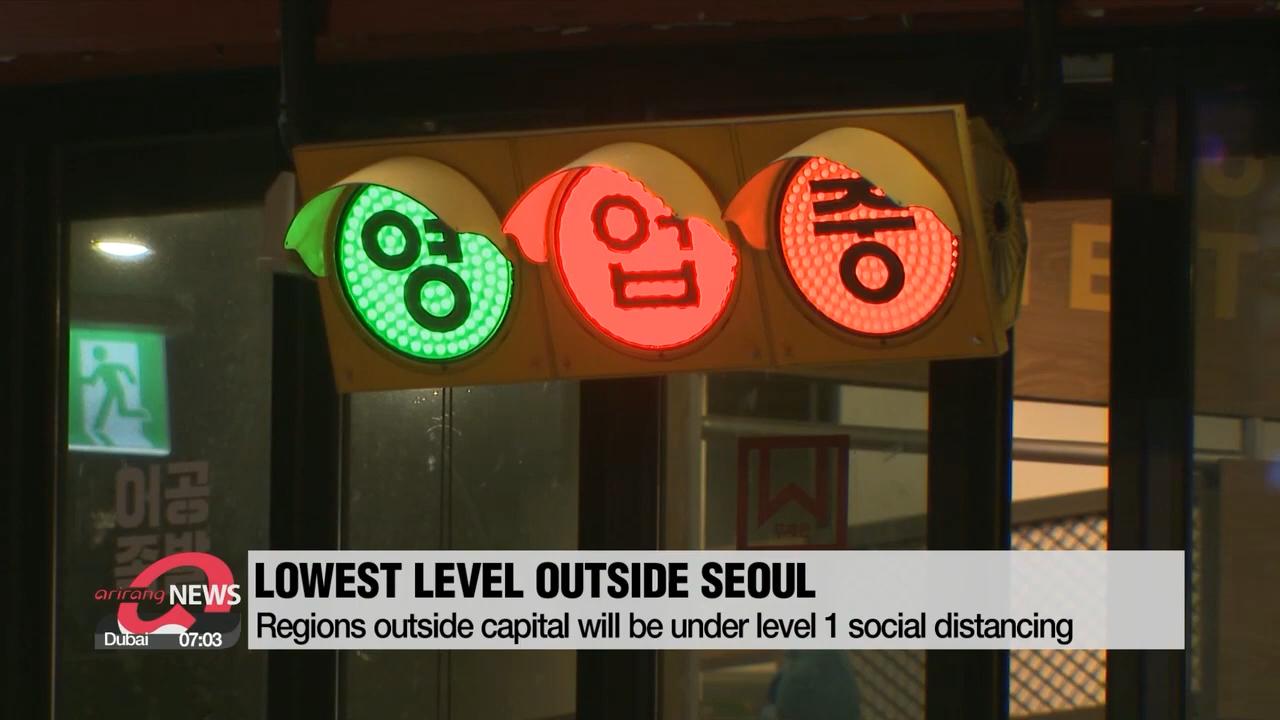 영업중
LOWEST LEVEL OUTSIDE SEOUL
Regions outside capital will be under level 1 social distancing
arirang NEWS
Dubai 07:03